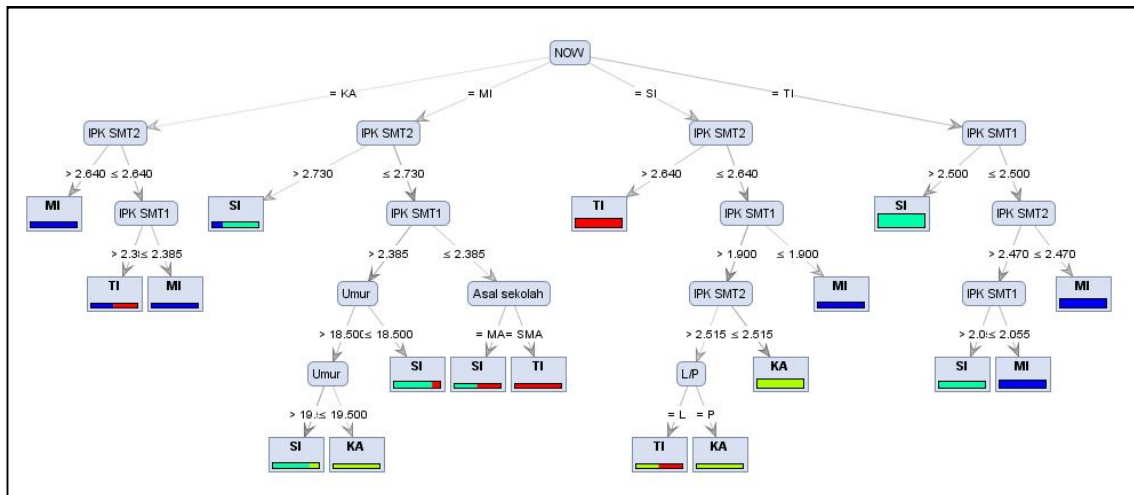 NOW
= KA = MI = SI = TI
IPK SMT2 IPK SMT2 IPK SMT2 IPK SMT1
> 2.640 ≤ 2.640 > 2.730 ≤ 2.730 > 2.640 ≤ 2.640 > 2.500 ≤ 2.500
MI IPK SMT1 SI IPK SMT1 TI IPK SMT1 SI IPK SMT2
≤ 2.385 > 2.385 ≤ 2.385 > 1.900 ≤ 1.900 > 2.470 ≤ 2.470
TI MI Umur Asal sekolah IPK SMT2 MI IPK SMT1 MI
> 18.500 ≤ 18.500 = MA = SMA > 2.515 ≤ 2.515 ≤ 2.055
Umur SI SI TI L/P KA SI MI
≤ 19.500 = L = P
SI KA TI KA